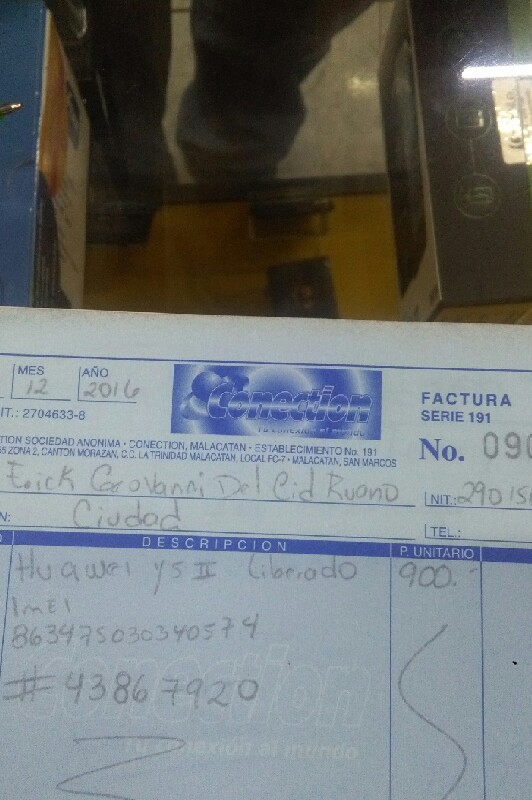 MES
AÑO
12
2016
IT.: 2704633-8
Conection
Tu conexión al mundo
FACTURA
SERIE 191
No. 090
TION SOCIEDAD ANONIMA • CONECTION, MALACATAN • ESTABLECIMIENTO No. 191
ZONA 2, CANTON MORAZAN, C.C. LA TRINIDAD MALACATAN, LOCAL FC-7 • MALACATAN, SAN MARCOS
Erick Geovanni Del Cid Ruano
NIT.: 29015
N: Ciudad
TEL.:
DESCRIPCION
P. UNITARIO
Huawei y5 II Liberado
900.-
ImEI
863475030340574
# 43867920
Conection
Tu conexión al mundo